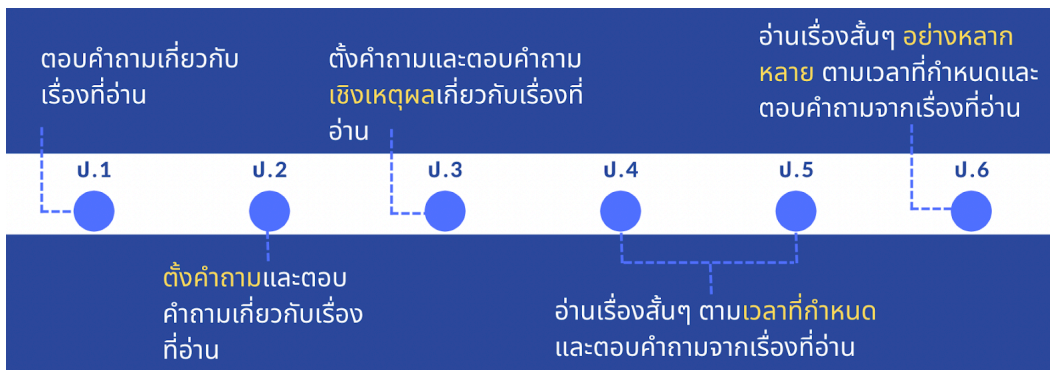 ตอบคำถามเกี่ยวกับ
เรื่องที่อ่าน
ตั้งคำถามและตอบคำถาม
เชิงเหตุผลเกี่ยวกับเรื่องที่
อ่าน
อ่านเรื่องสั้นๆ อย่างหลาก
หลาย ตามเวลาที่กำหนดและ
ตอบคำถามจากเรื่องที่อ่าน
ป.1
ป.2
ป.3
ป.4
ป.5
ป.6
ตั้งคำถามและตอบ
คำถามเกี่ยวกับเรื่อง
ที่อ่าน
อ่านเรื่องสั้นๆ ตามเวลาที่กำหนด
และตอบคำถามจากเรื่องที่อ่าน